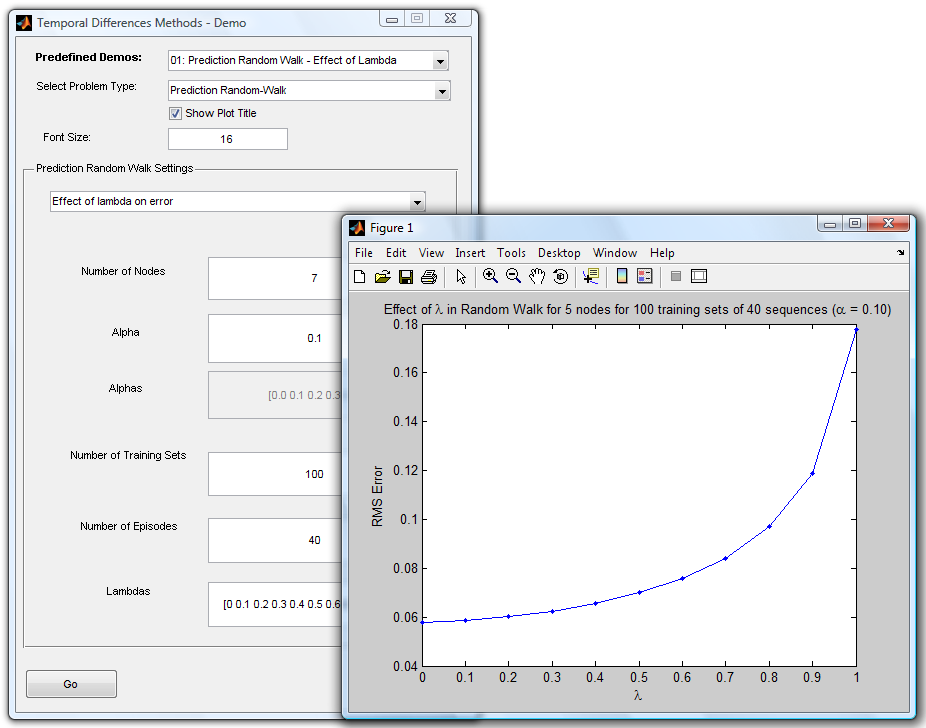 Temporal Differences Methods - Demo
Predefined Demos: 01: Prediction Random Walk - Effect of Lambda
Select Problem Type: Prediction Random-Walk
Show Plot Title
Font Size: 16
Prediction Random Walk Settings
Effect of lambda on error
Number of Nodes 7
Alpha 0.1
Alphas [0.0 0.1 0.2 0.3
Number of Training Sets 100
Number of Episodes 40
Lambdas [0 0.1 0.2 0.3 0.4 0.5 0.6
Go
Figure 1
File Edit View Insert Tools Desktop Window Help
Effect of λ in Random Walk for 5 nodes for 100 training sets of 40 sequences (α = 0.10)
0.18
0.16
0.14
0.12
0.1
0.08
0.06
0.04
RMS Error
0 0.1 0.2 0.3 0.4 0.5 0.6 0.7 0.8 0.9 1
λ